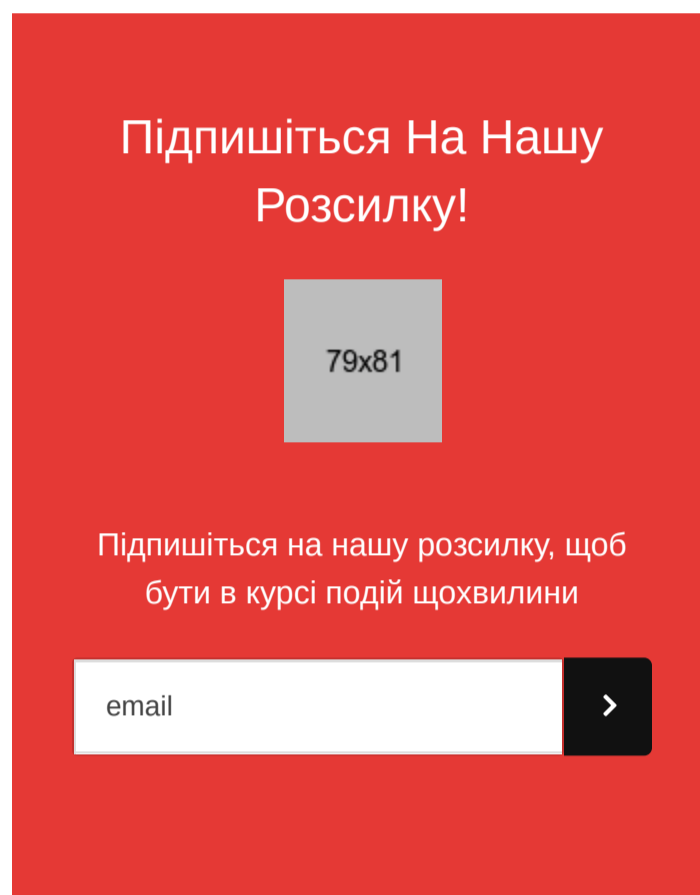 Підпишіться На Нашу
Розсилку!
79x81
Підпишіться на нашу розсилку, щоб
бути в курсі подій щохвилини
email